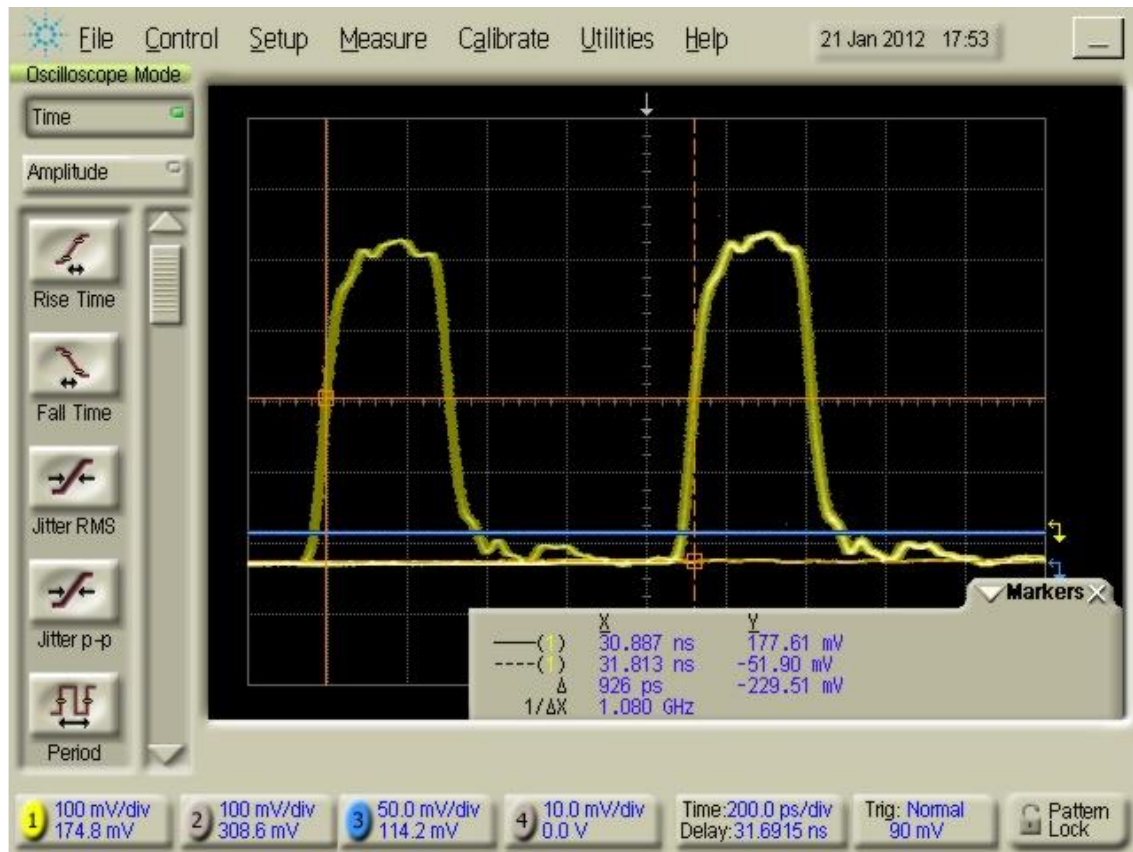 File Control Setup Measure Calibrate Utilities Help 21 Jan 2012 17:53
Oscilloscope Mode
Time
Amplitude
Rise Time
Fall Time
Jitter RMS
Jitter p-p
Period
Markers
X Y
(1) 30.887 ns 177.61 mV
(1) 31.813 ns -51.90 mV
Δ 926 ps -229.51 mV
1/ΔX 1.080 GHz
1 100 mV/div
174.8 mV
2 100 mV/div
308.6 mV
3 50.0 mV/div
114.2 mV
4 10.0 mV/div
0.0 V
Time:200.0 ps/div
Delay:31.6915 ns
Trig: Normal
90 mV
Pattern
Lock